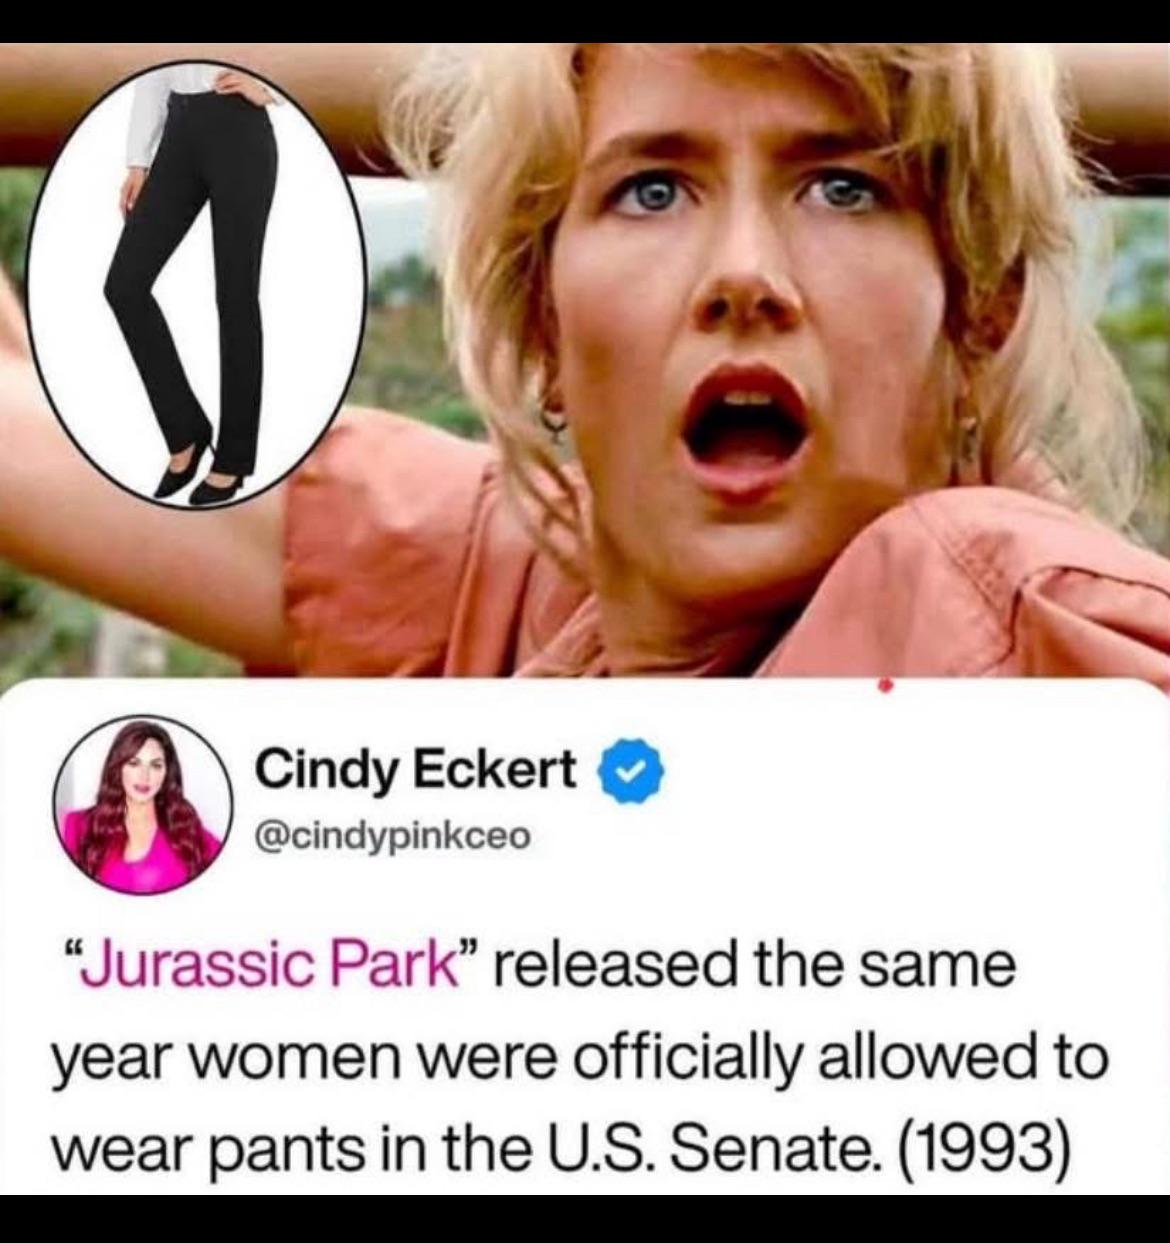 Cindy Eckert
@cindypinkceo
“Jurassic Park” released the same
year women were officially allowed to
wear pants in the U.S. Senate. (1993)